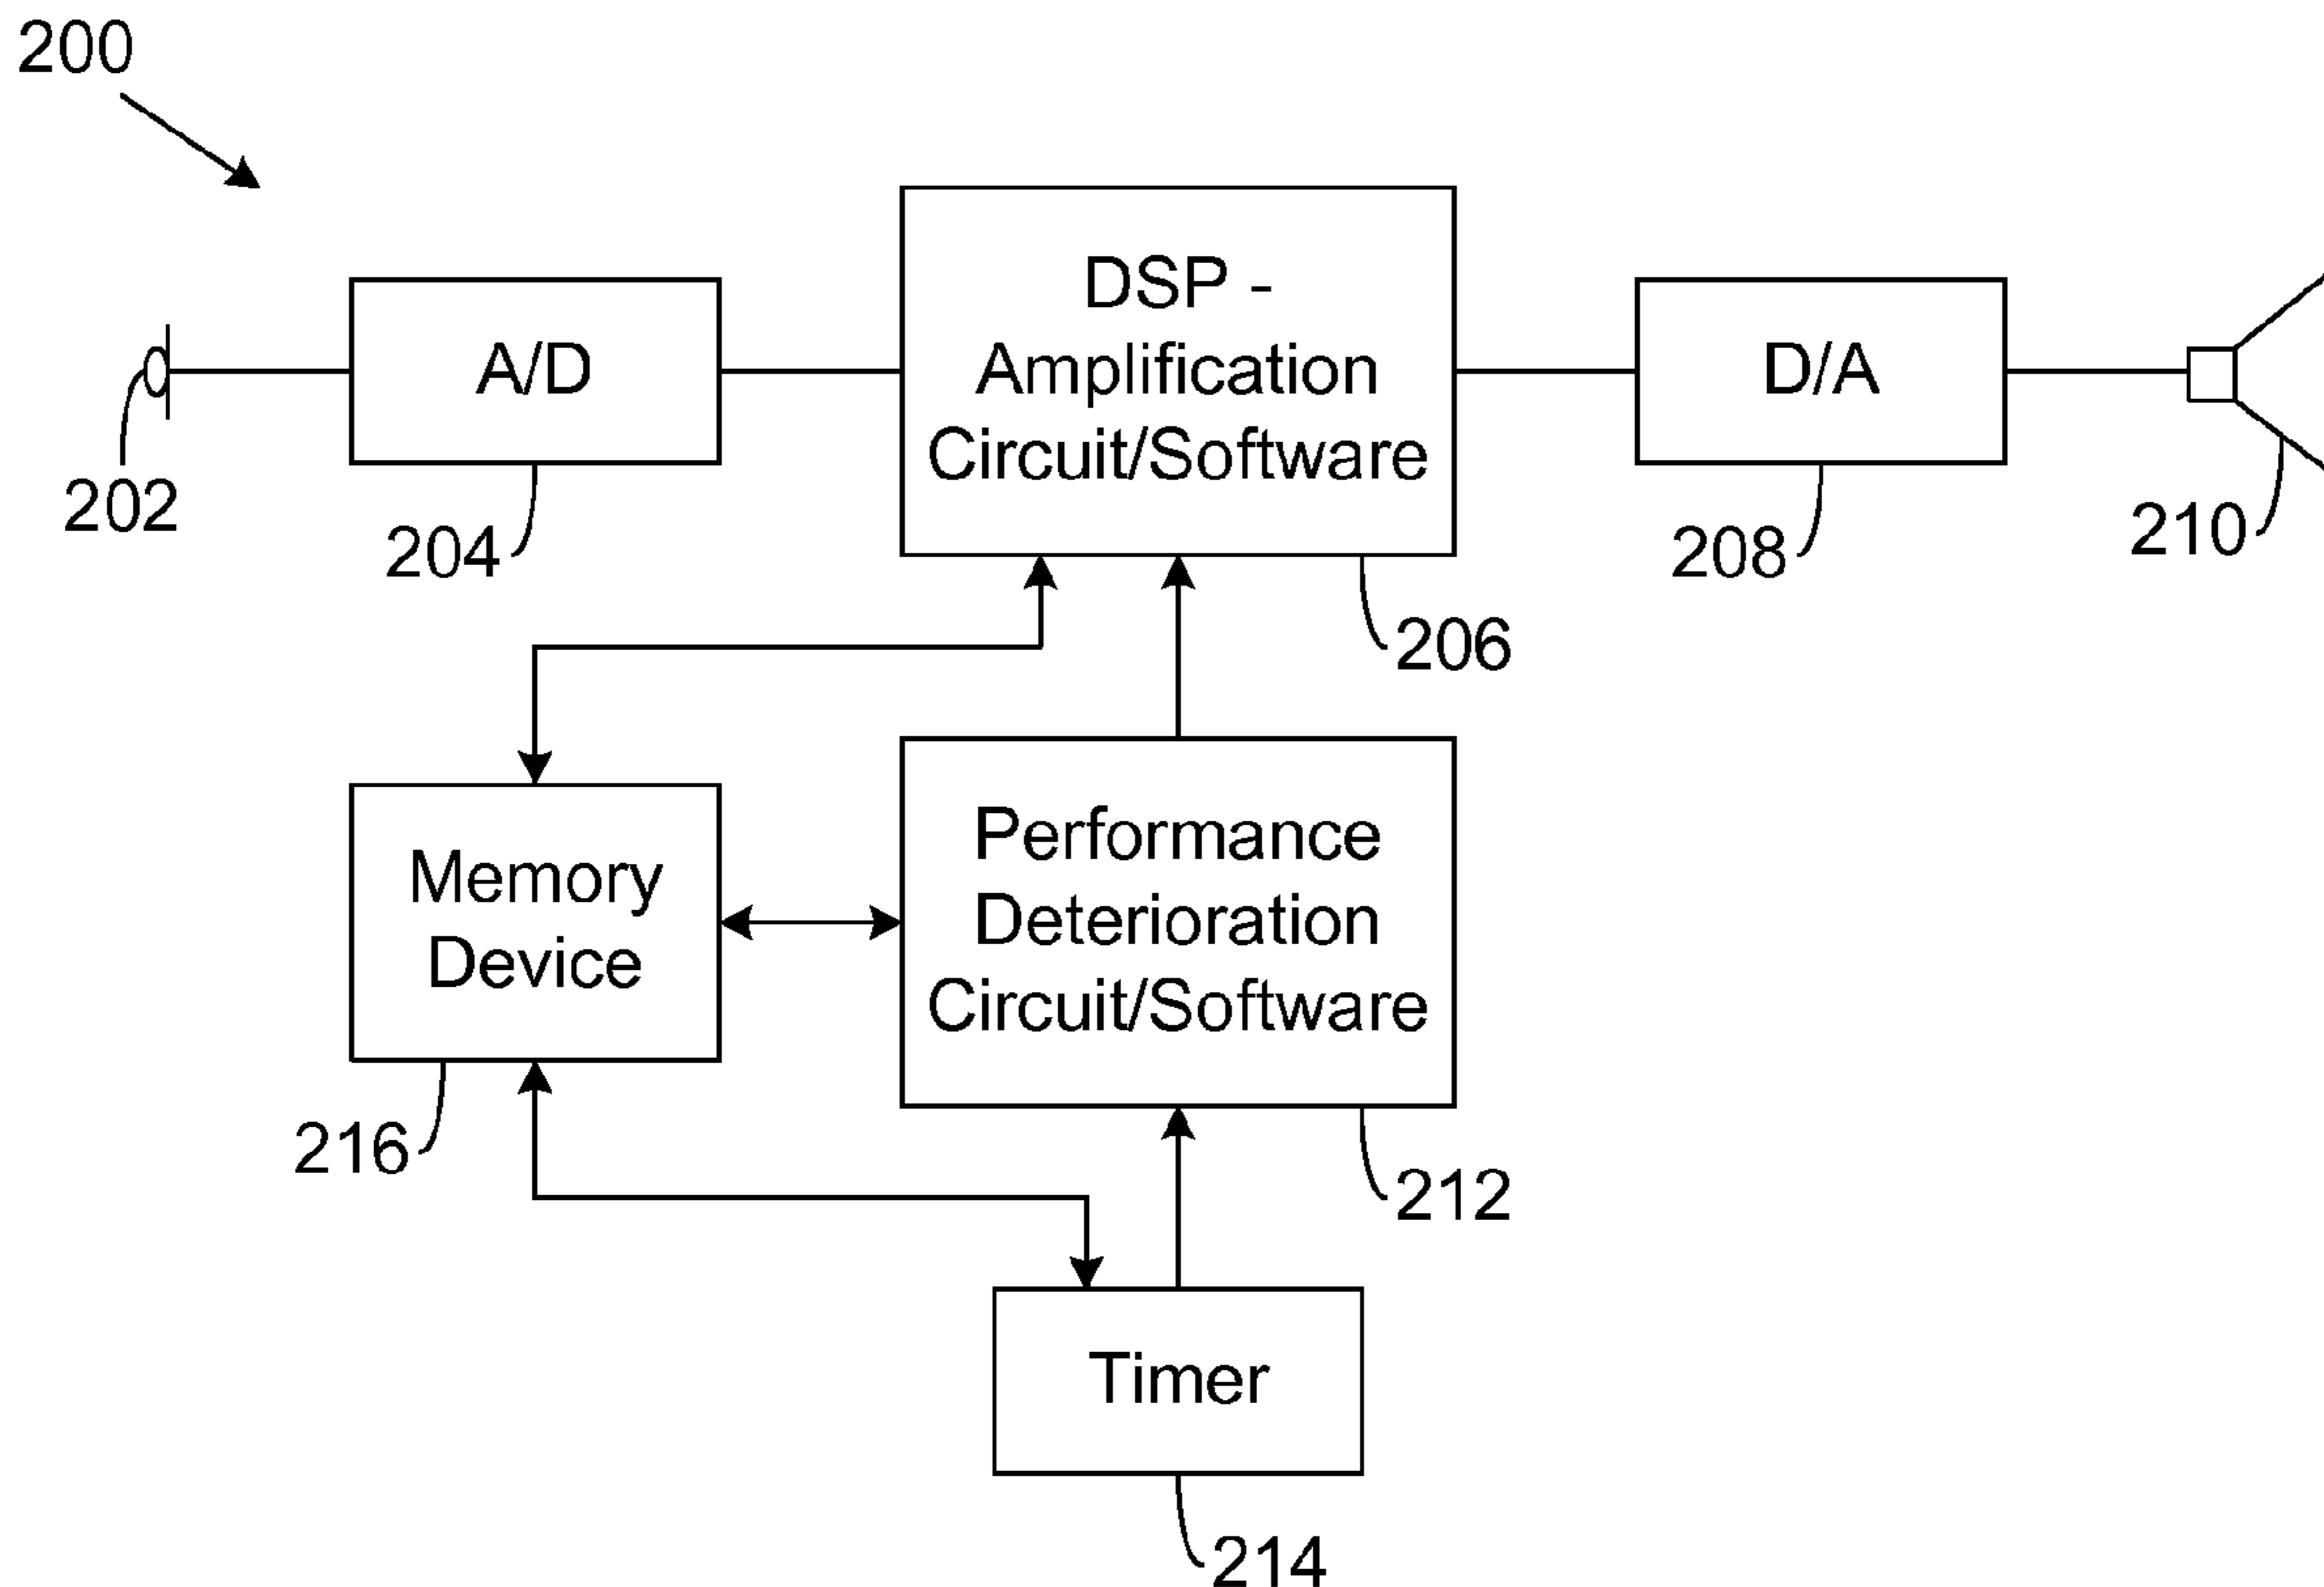 200
DSP -
Amplification
Circuit/Software
A/D
D/A
202
204
208
210
206
Memory
Device
Performance
Deterioration
Circuit/Software
216
212
Timer
214